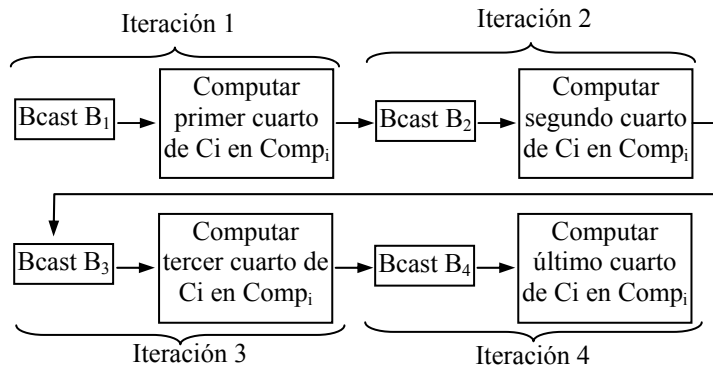 Iteración 1
Iteración 2
Bcast B₁
Computar
primer cuarto
de Ci en Compᵢ
Bcast B₂
Computar
segundo cuarto
de Ci en Compᵢ
Bcast B₃
Computar
tercer cuarto de
Ci en Compᵢ
Bcast B₄
Computar
último cuarto
de Ci en Compᵢ
Iteración 3
Iteración 4